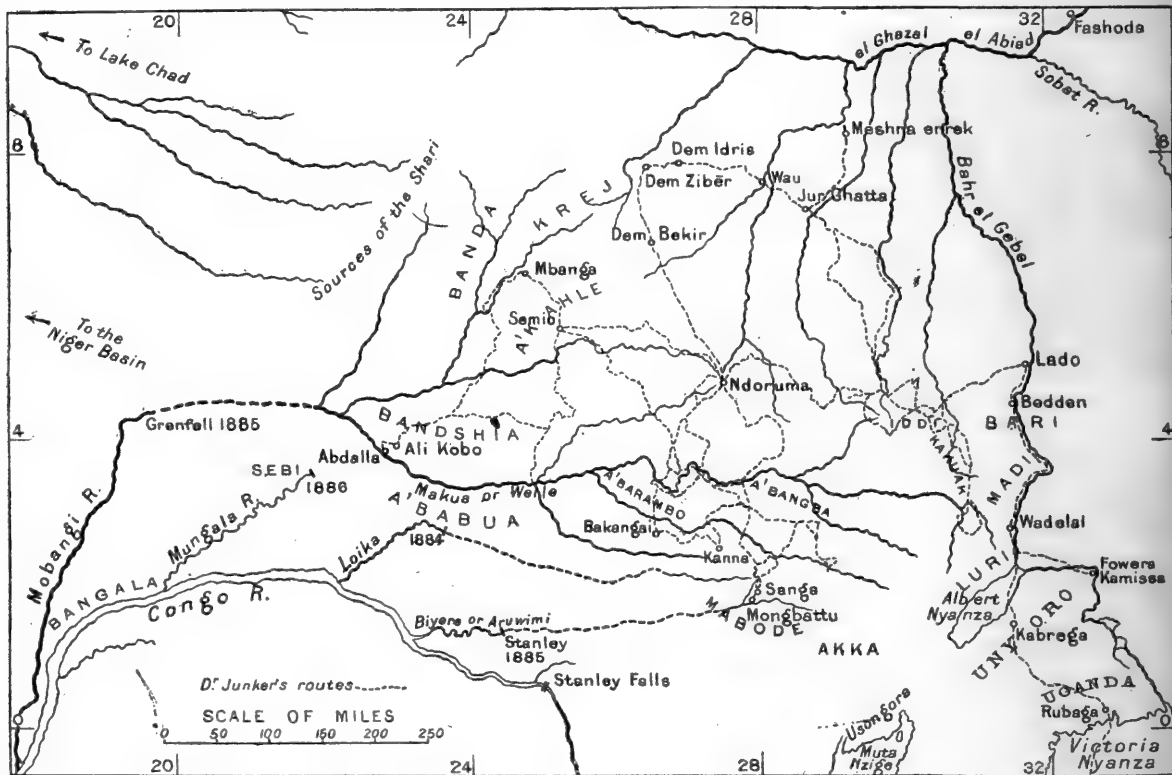 20
24
28
32
To Lake Chad
el Ghazal
el Abiad
Fashoda
Sobat R.
8
8
Meshra er rek
Dem Idris
Dem Zibēr
Wau
Jur Ghatta
Bahr el Gebel
Sources of the Shari
BANDA
KREJ
Dem Bekir
Mbanga
A'KAHLE
Semio
To the
Niger Basin
Ndoruma
Lado
Bedden
BARI
Grenfell 1885
4
4
BANDSHIA
Abdalla
Ali Kobo
IDD
KAKUAK
MADI
SEBI
1886
A'BABUA
Makua or Welle
A'BARAMBO
A'BANGBA
Mobangi R.
Mungala R.
Loika
1884
Bakangai
Kanna
Wadelai
LURI
Fowera
Kamissa
BANGALA
Congo R.
Sanga
Mongbattu
MABODE
Albert
Nyanza
Kabrega
UNYORO
Biyere or Aruwimi
Stanley
1885
AKKA
Stanley Falls
UGANDA
Rubaga
Dr. Junker's routes
SCALE OF MILES
0 50 100 150 200 250
0
0
Usongora
Muta
Nzige
Victoria
Nyanza
20
24
28
32